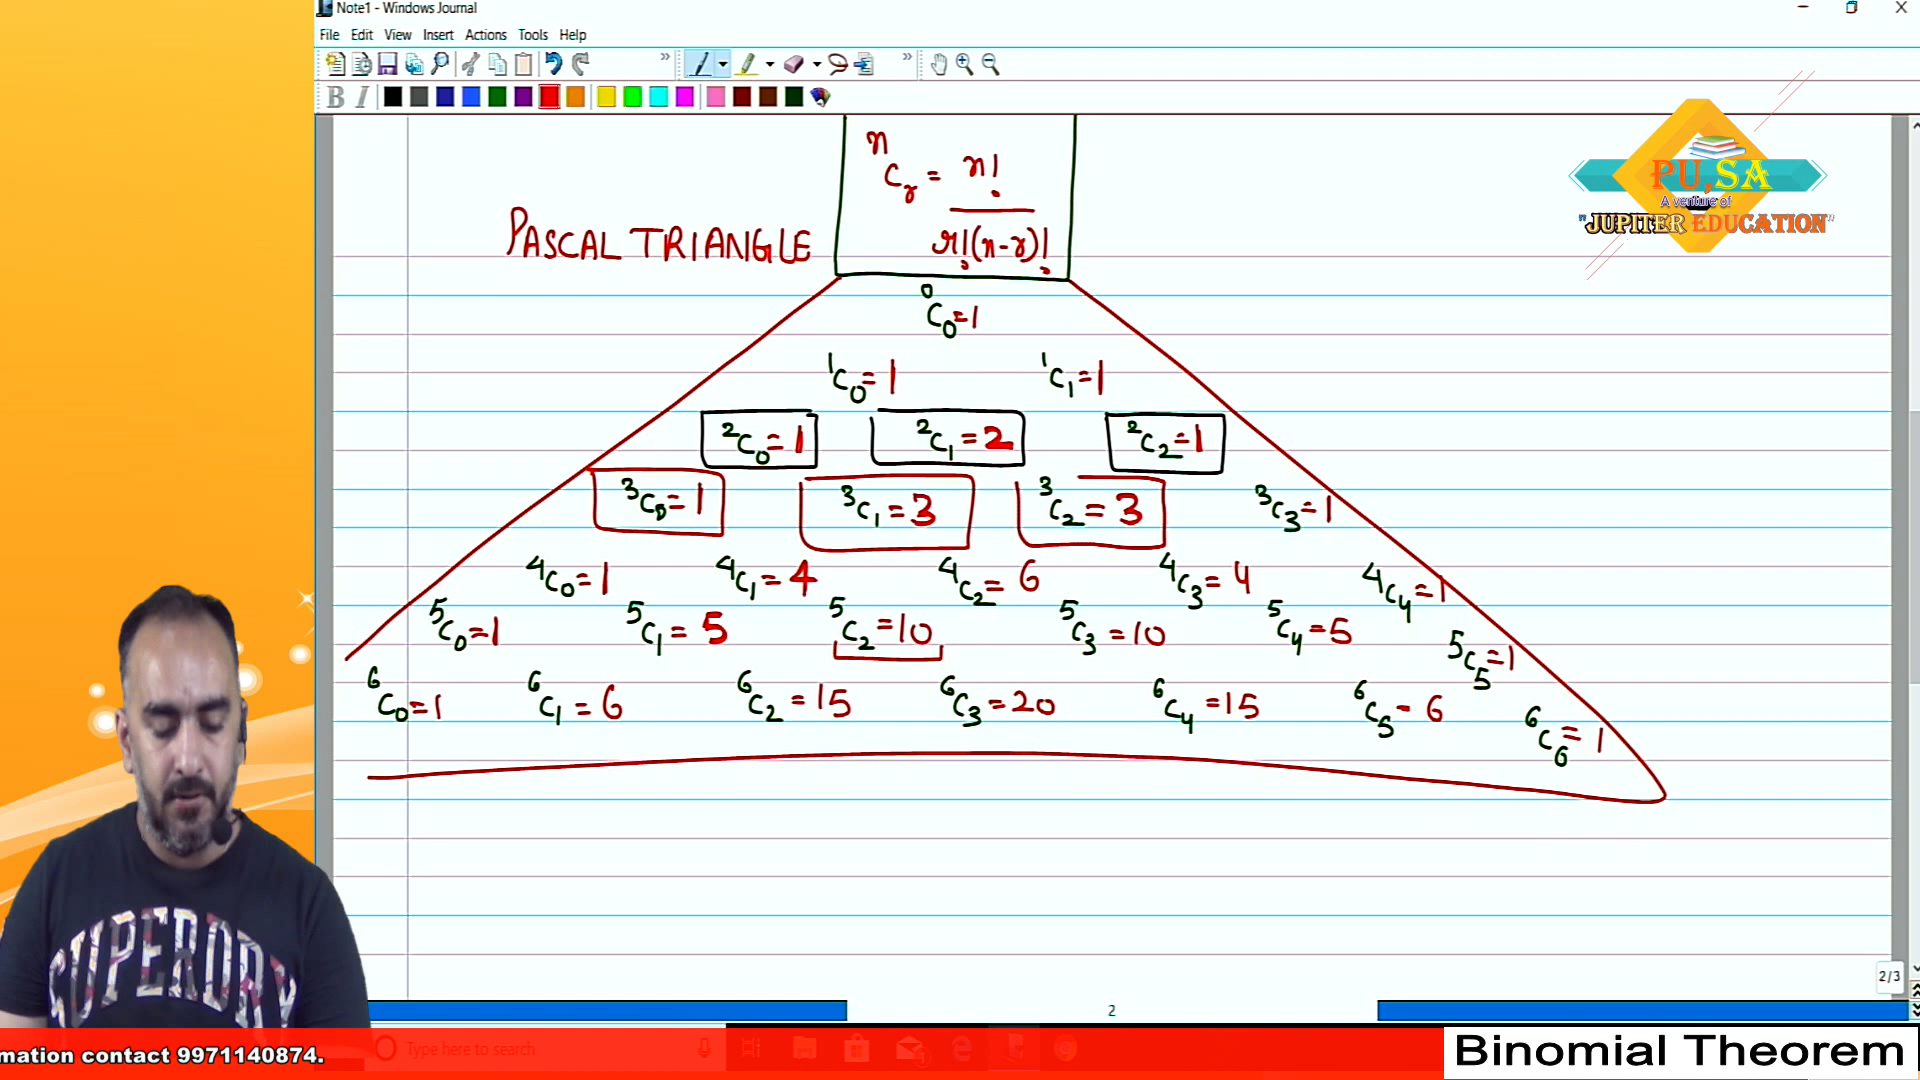 Note1 - Windows Journal
File Edit View Insert Actions Tools Help
B I
PU,SA
A venture of
"JUPITER EDUCATION"
ⁿCᵣ = n! / r!(n-r)!
PASCAL TRIANGLE
⁰C₀=1
¹C₀=1 ¹C₁=1
²C₀=1 ²C₁=2 ²C₂=1
³C₀=1 ³C₁=3 ³C₂=3 ³C₃=1
⁴C₀=1 ⁴C₁=4 ⁴C₂=6 ⁴C₃=4 ⁴C₄=1
⁵C₀=1 ⁵C₁=5 ⁵C₂=10 ⁵C₃=10 ⁵C₄=5 ⁵C₅=1
⁶C₀=1 ⁶C₁=6 ⁶C₂=15 ⁶C₃=20 ⁶C₄=15 ⁶C₅=6 ⁶C₆=1
SUPERDRY
2/3
2
mation contact 9971140874.
Type here to search
Binomial Theorem